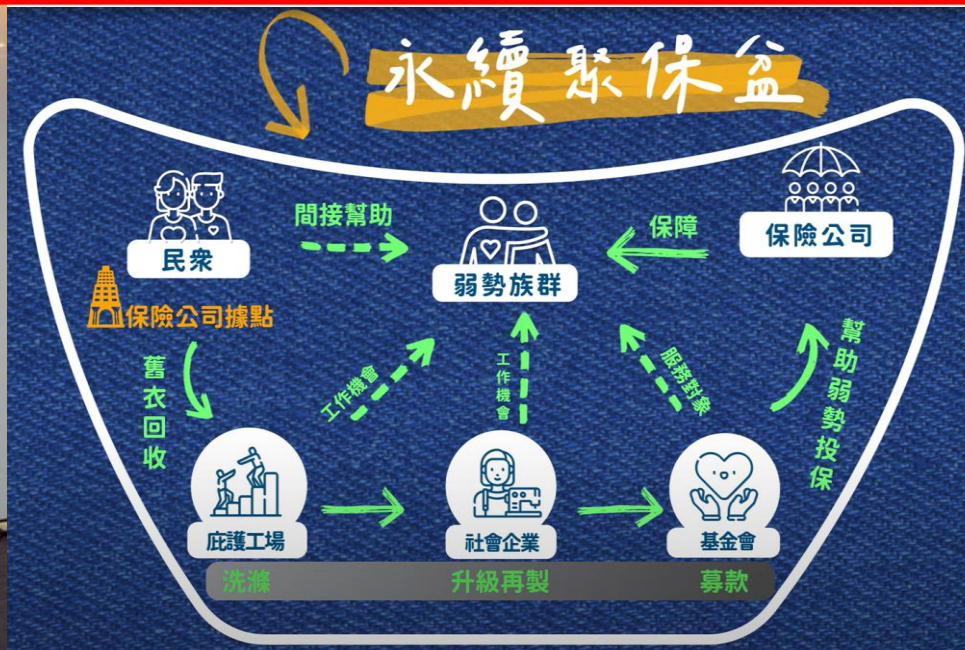 永續聚保盆
民眾
間接幫助
弱勢族群
保障
保險公司
保險公司據點
舊衣回收
工作機會
工作機會
服務對象
幫助弱勢投保
庇護工場
社會企業
基金會
洗滌
升級再製
募款